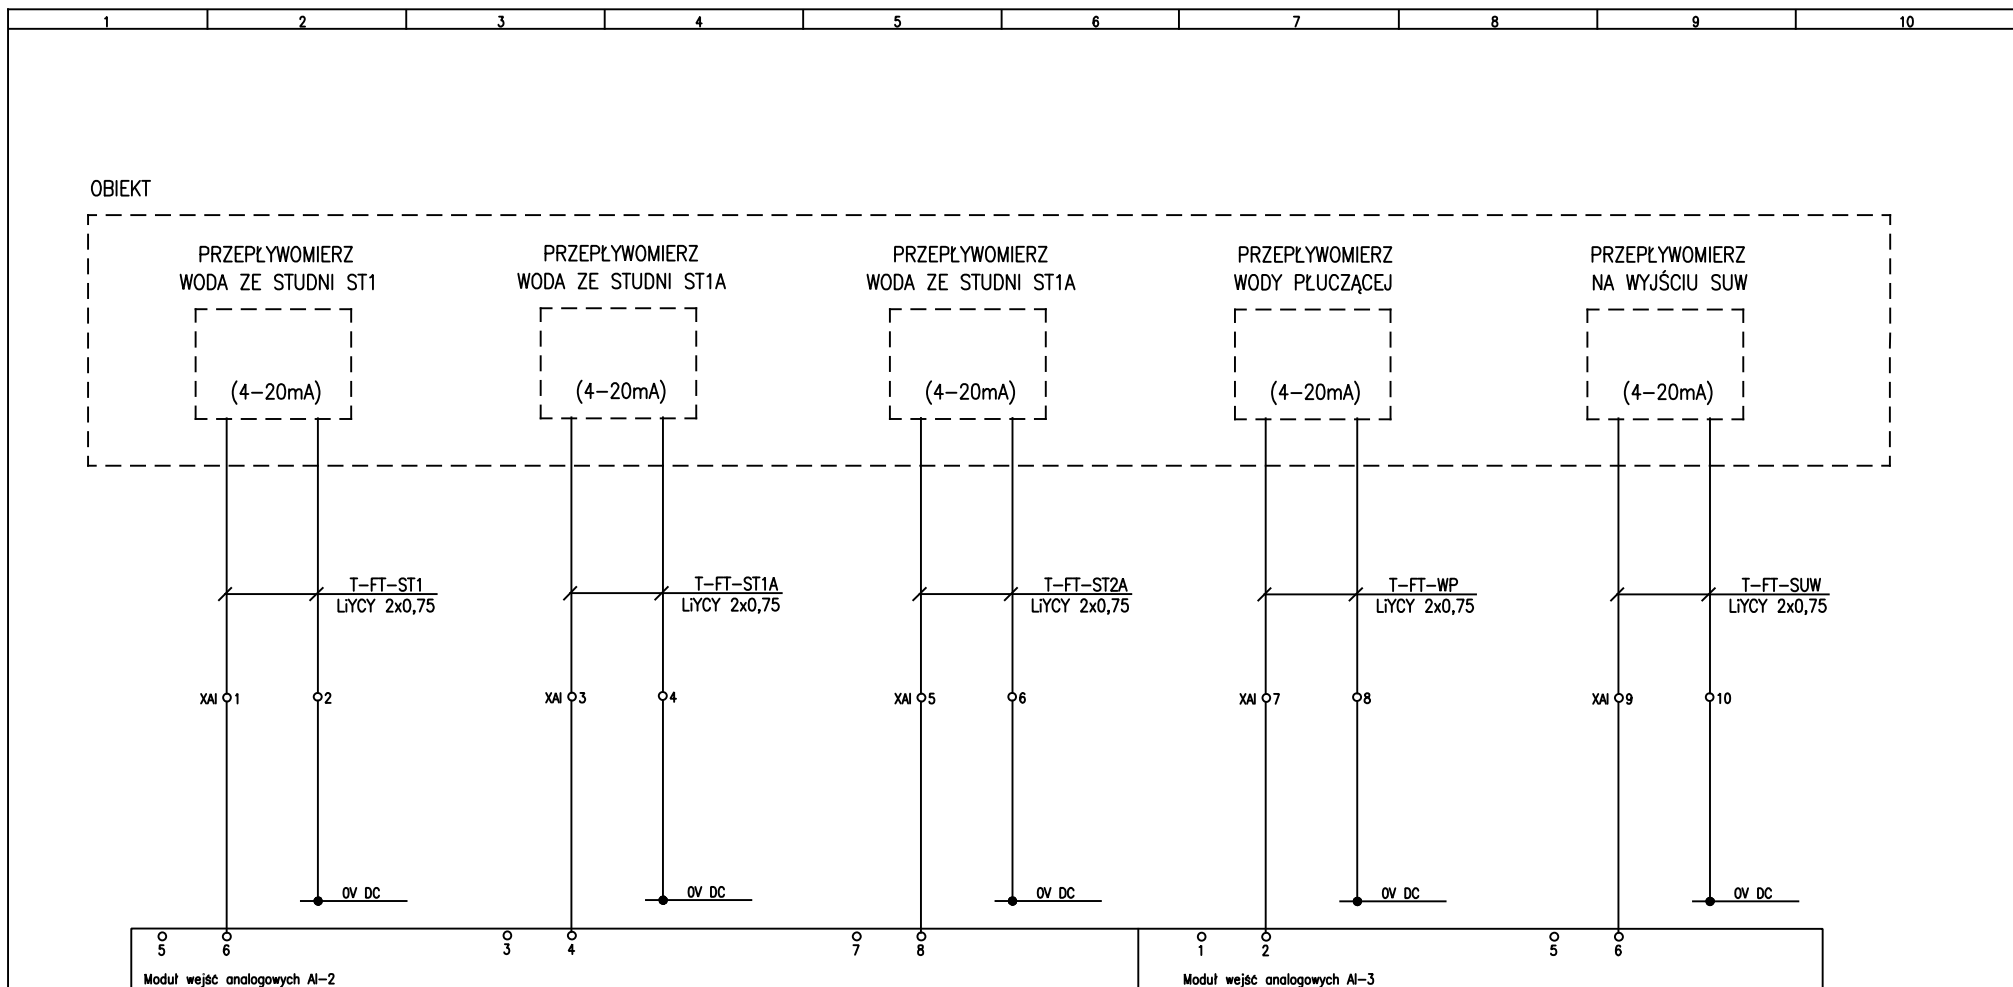 1 2 3 4 5 6 7 8 9 10
OBIEKT
PRZEPŁYWOMIERZ
WODA ZE STUDNI ST1
(4-20mA)
PRZEPŁYWOMIERZ
WODA ZE STUDNI ST1A
(4-20mA)
PRZEPŁYWOMIERZ
WODA ZE STUDNI ST1A
(4-20mA)
PRZEPŁYWOMIERZ
WODY PŁUCZĄCEJ
(4-20mA)
PRZEPŁYWOMIERZ
NA WYJŚCIU SUW
(4-20mA)
T-FT-ST1
LiYCY 2x0,75
T-FT-ST1A
LiYCY 2x0,75
T-FT-ST2A
LiYCY 2x0,75
T-FT-WP
LiYCY 2x0,75
T-FT-SUW
LiYCY 2x0,75
XAI 1 2
XAI 3 4
XAI 5 6
XAI 7 8
XAI 9 10
0V DC
0V DC
0V DC
0V DC
0V DC
5 6 3 4 7 8 1 2 5 6
Moduł wejść analogowych AI-2
Moduł wejść analogowych AI-3